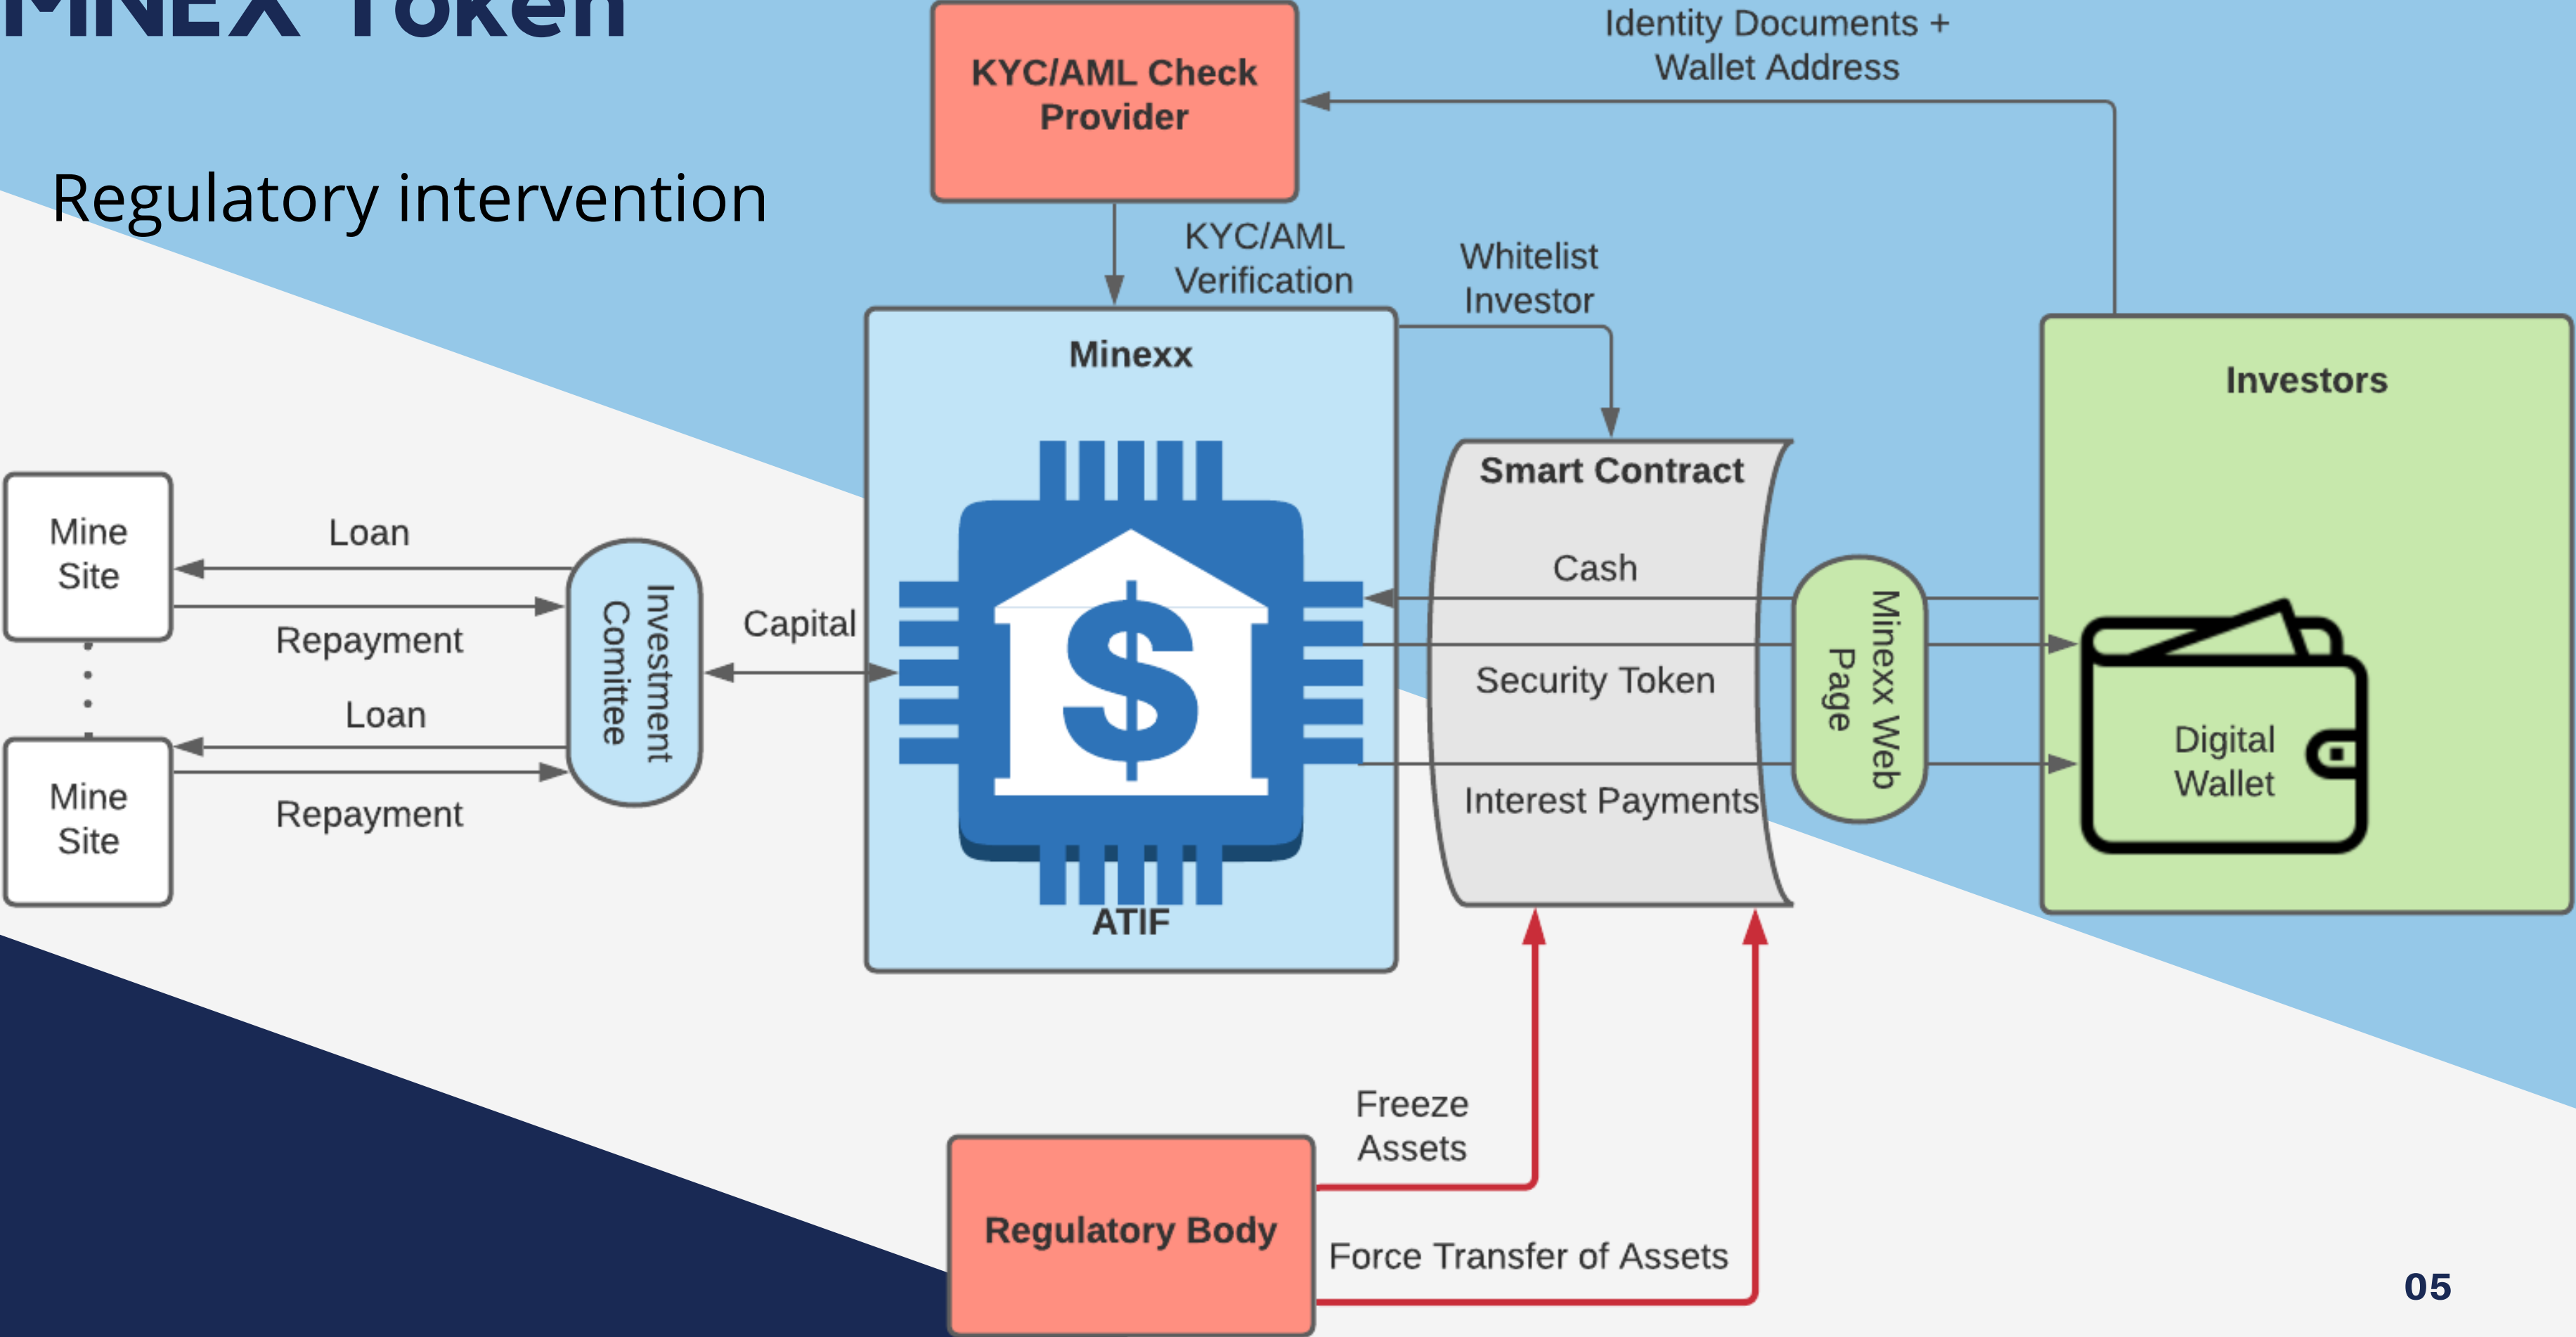 MNEX Token
Regulatory intervention
KYC/AML Check
Provider
Identity Documents +
Wallet Address
KYC/AML
Verification
Whitelist
Investor
Minexx
Investors
Smart Contract
Mine
Site
Loan
Repayment
Loan
Repayment
Mine
Site
Investment
Comittee
Capital
ATIF
Cash
Security Token
Interest Payments
Minexx Web
Page
Digital
Wallet
Freeze
Assets
Regulatory Body
Force Transfer of Assets
05